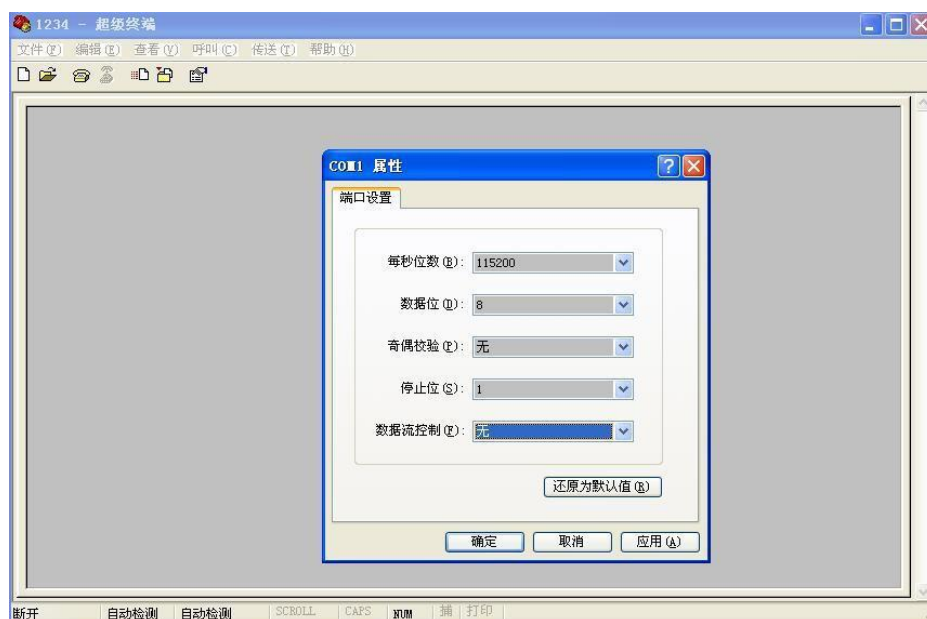 1234 - 超级终端
文件(F) 编辑(E) 查看(V) 呼叫(C) 传送(T) 帮助(H)
COM1 属性
端口设置
每秒位数(B): 115200
数据位(D): 8
奇偶校验(P): 无
停止位(S): 1
数据流控制(F): 无
还原为默认值(R)
确定 取消 应用(A)
断开 自动检测 自动检测 SCROLL CAPS NUM 捕 打印